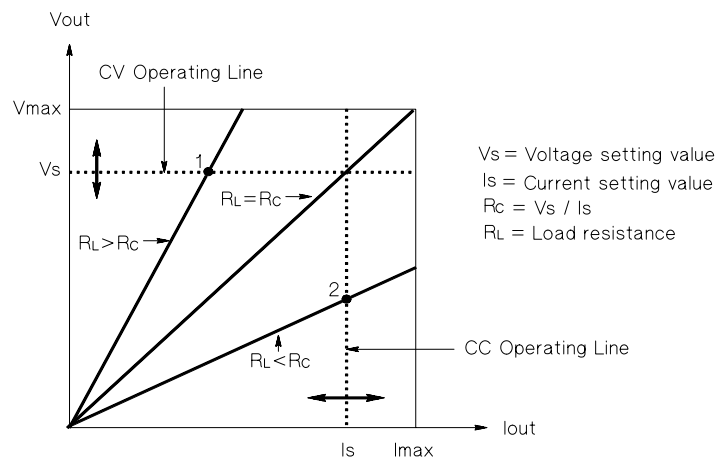 Vout
CV Operating Line
Vmax
Vs
1
RL=RC
RL>RC
2
RL<RC
CC Operating Line
Iout
Is
Imax
Vs = Voltage setting value
Is = Current setting value
RC = Vs / Is
RL = Load resistance